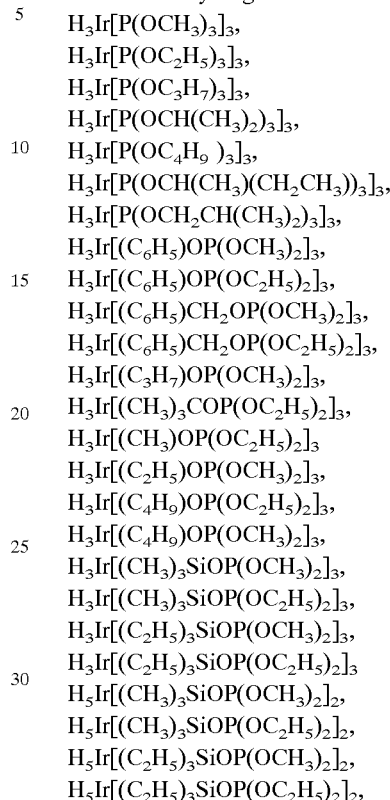 5
H₃Ir[P(OCH₃)₃]₃,
H₃Ir[P(OC₂H₅)₃]₃,
H₃Ir[P(OC₃H₇)₃]₃,
H₃Ir[P(OCH(CH₃)₂)₃]₃,
10 H₃Ir[P(OC₄H₉ )₃]₃,
H₃Ir[P(OCH(CH₃)(CH₂CH₃))₃]₃,
H₃Ir[P(OCH₂CH(CH₃)₂)₃]₃,
H₃Ir[(C₆H₅)OP(OCH₃)₂]₃,
15 H₃Ir[(C₆H₅)OP(OC₂H₅)₂]₃,
H₃Ir[(C₆H₅)CH₂OP(OCH₃)₂]₃,
H₃Ir[(C₆H₅)CH₂OP(OC₂H₅)₂]₃,
H₃Ir[(C₃H₇)OP(OCH₃)₂]₃,
20 H₃Ir[(CH₃)₃COP(OC₂H₅)₂]₃,
H₃Ir[(CH₃)OP(OC₂H₅)₂]₃
H₃Ir[(C₂H₅)OP(OCH₃)₂]₃,
H₃Ir[(C₄H₉)OP(OC₂H₅)₂]₃,
H₃Ir[(C₄H₉)OP(OCH₃)₂]₃,
25
H₃Ir[(CH₃)₃SiOP(OCH₃)₂]₃,
H₃Ir[(CH₃)₃SiOP(OC₂H₅)₂]₃,
H₃Ir[(C₂H₅)₃SiOP(OCH₃)₂]₃,
H₃Ir[(C₂H₅)₃SiOP(OC₂H₅)₂]₃
30 H₅Ir[(CH₃)₃SiOP(OCH₃)₂]₂,
H₅Ir[(CH₃)₃SiOP(OC₂H₅)₂]₂,
H₅Ir[(C₂H₅)₃SiOP(OCH₃)₂]₂,
H₅Ir[(C₂H₅)₃SiOP(OC₂H₅)₂]₂,